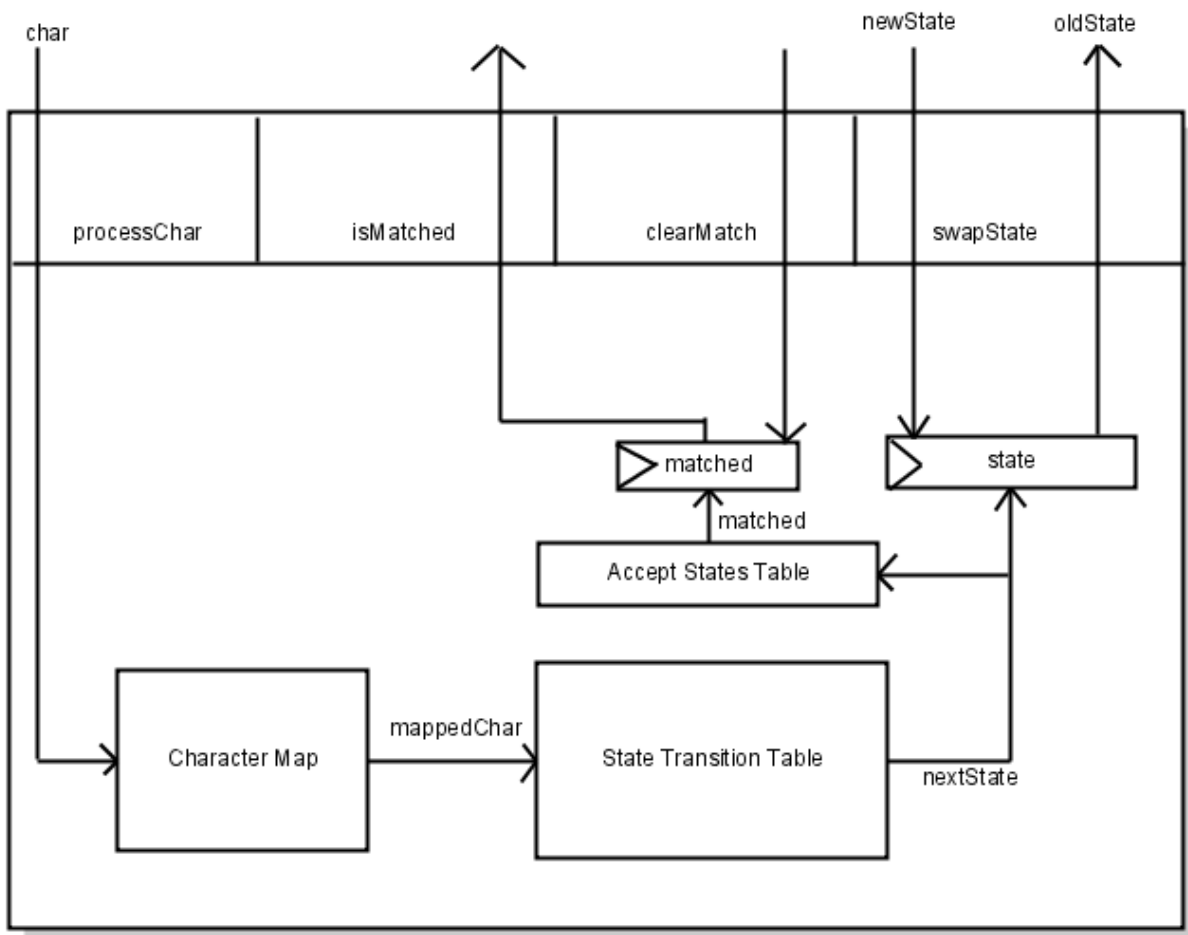 char
newState
oldState
processChar
isMatched
clearMatch
swapState
matched
state
matched
Accept States Table
mappedChar
Character Map
State Transition Table
nextState